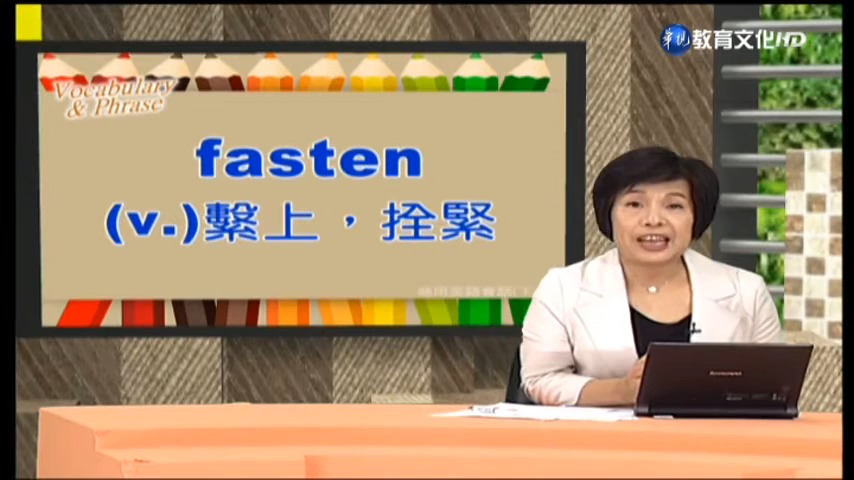 華視教育文化HD
Vocabulary
& Phrase
fasten
(v.)繫上，拴緊
lenovo